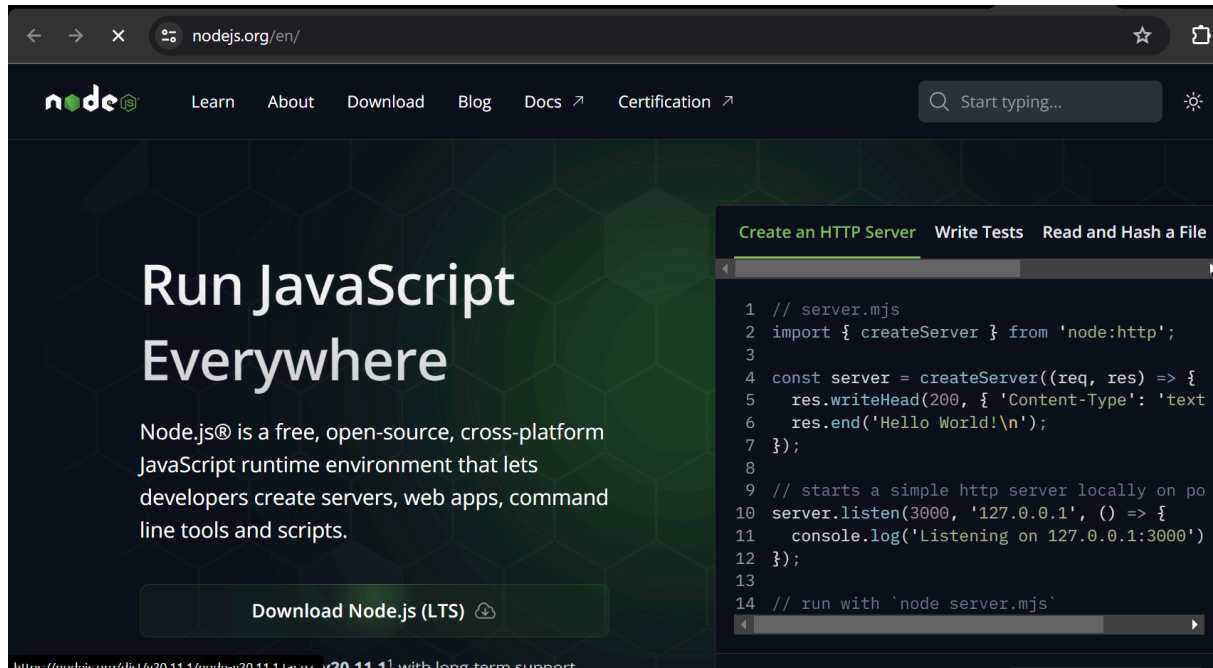 nodejs.org/en/
node JS
Learn About Download Blog Docs ↗ Certification ↗
Start typing...
Run JavaScript
Everywhere
Node.js® is a free, open-source, cross-platform
JavaScript runtime environment that lets
developers create servers, web apps, command
line tools and scripts.
Download Node.js (LTS)
v20.11.1¹ with long-term support
Create an HTTP Server Write Tests Read and Hash a File
1 // server.mjs
2 import { createServer } from 'node:http';
3
4 const server = createServer((req, res) => {
5 res.writeHead(200, { 'Content-Type': 'text
6 res.end('Hello World!\n');
7 });
8
9 // starts a simple http server locally on po
10 server.listen(3000, '127.0.0.1', () => {
11 console.log('Listening on 127.0.0.1:3000')
12 });
13
14 // run with `node server.mjs`